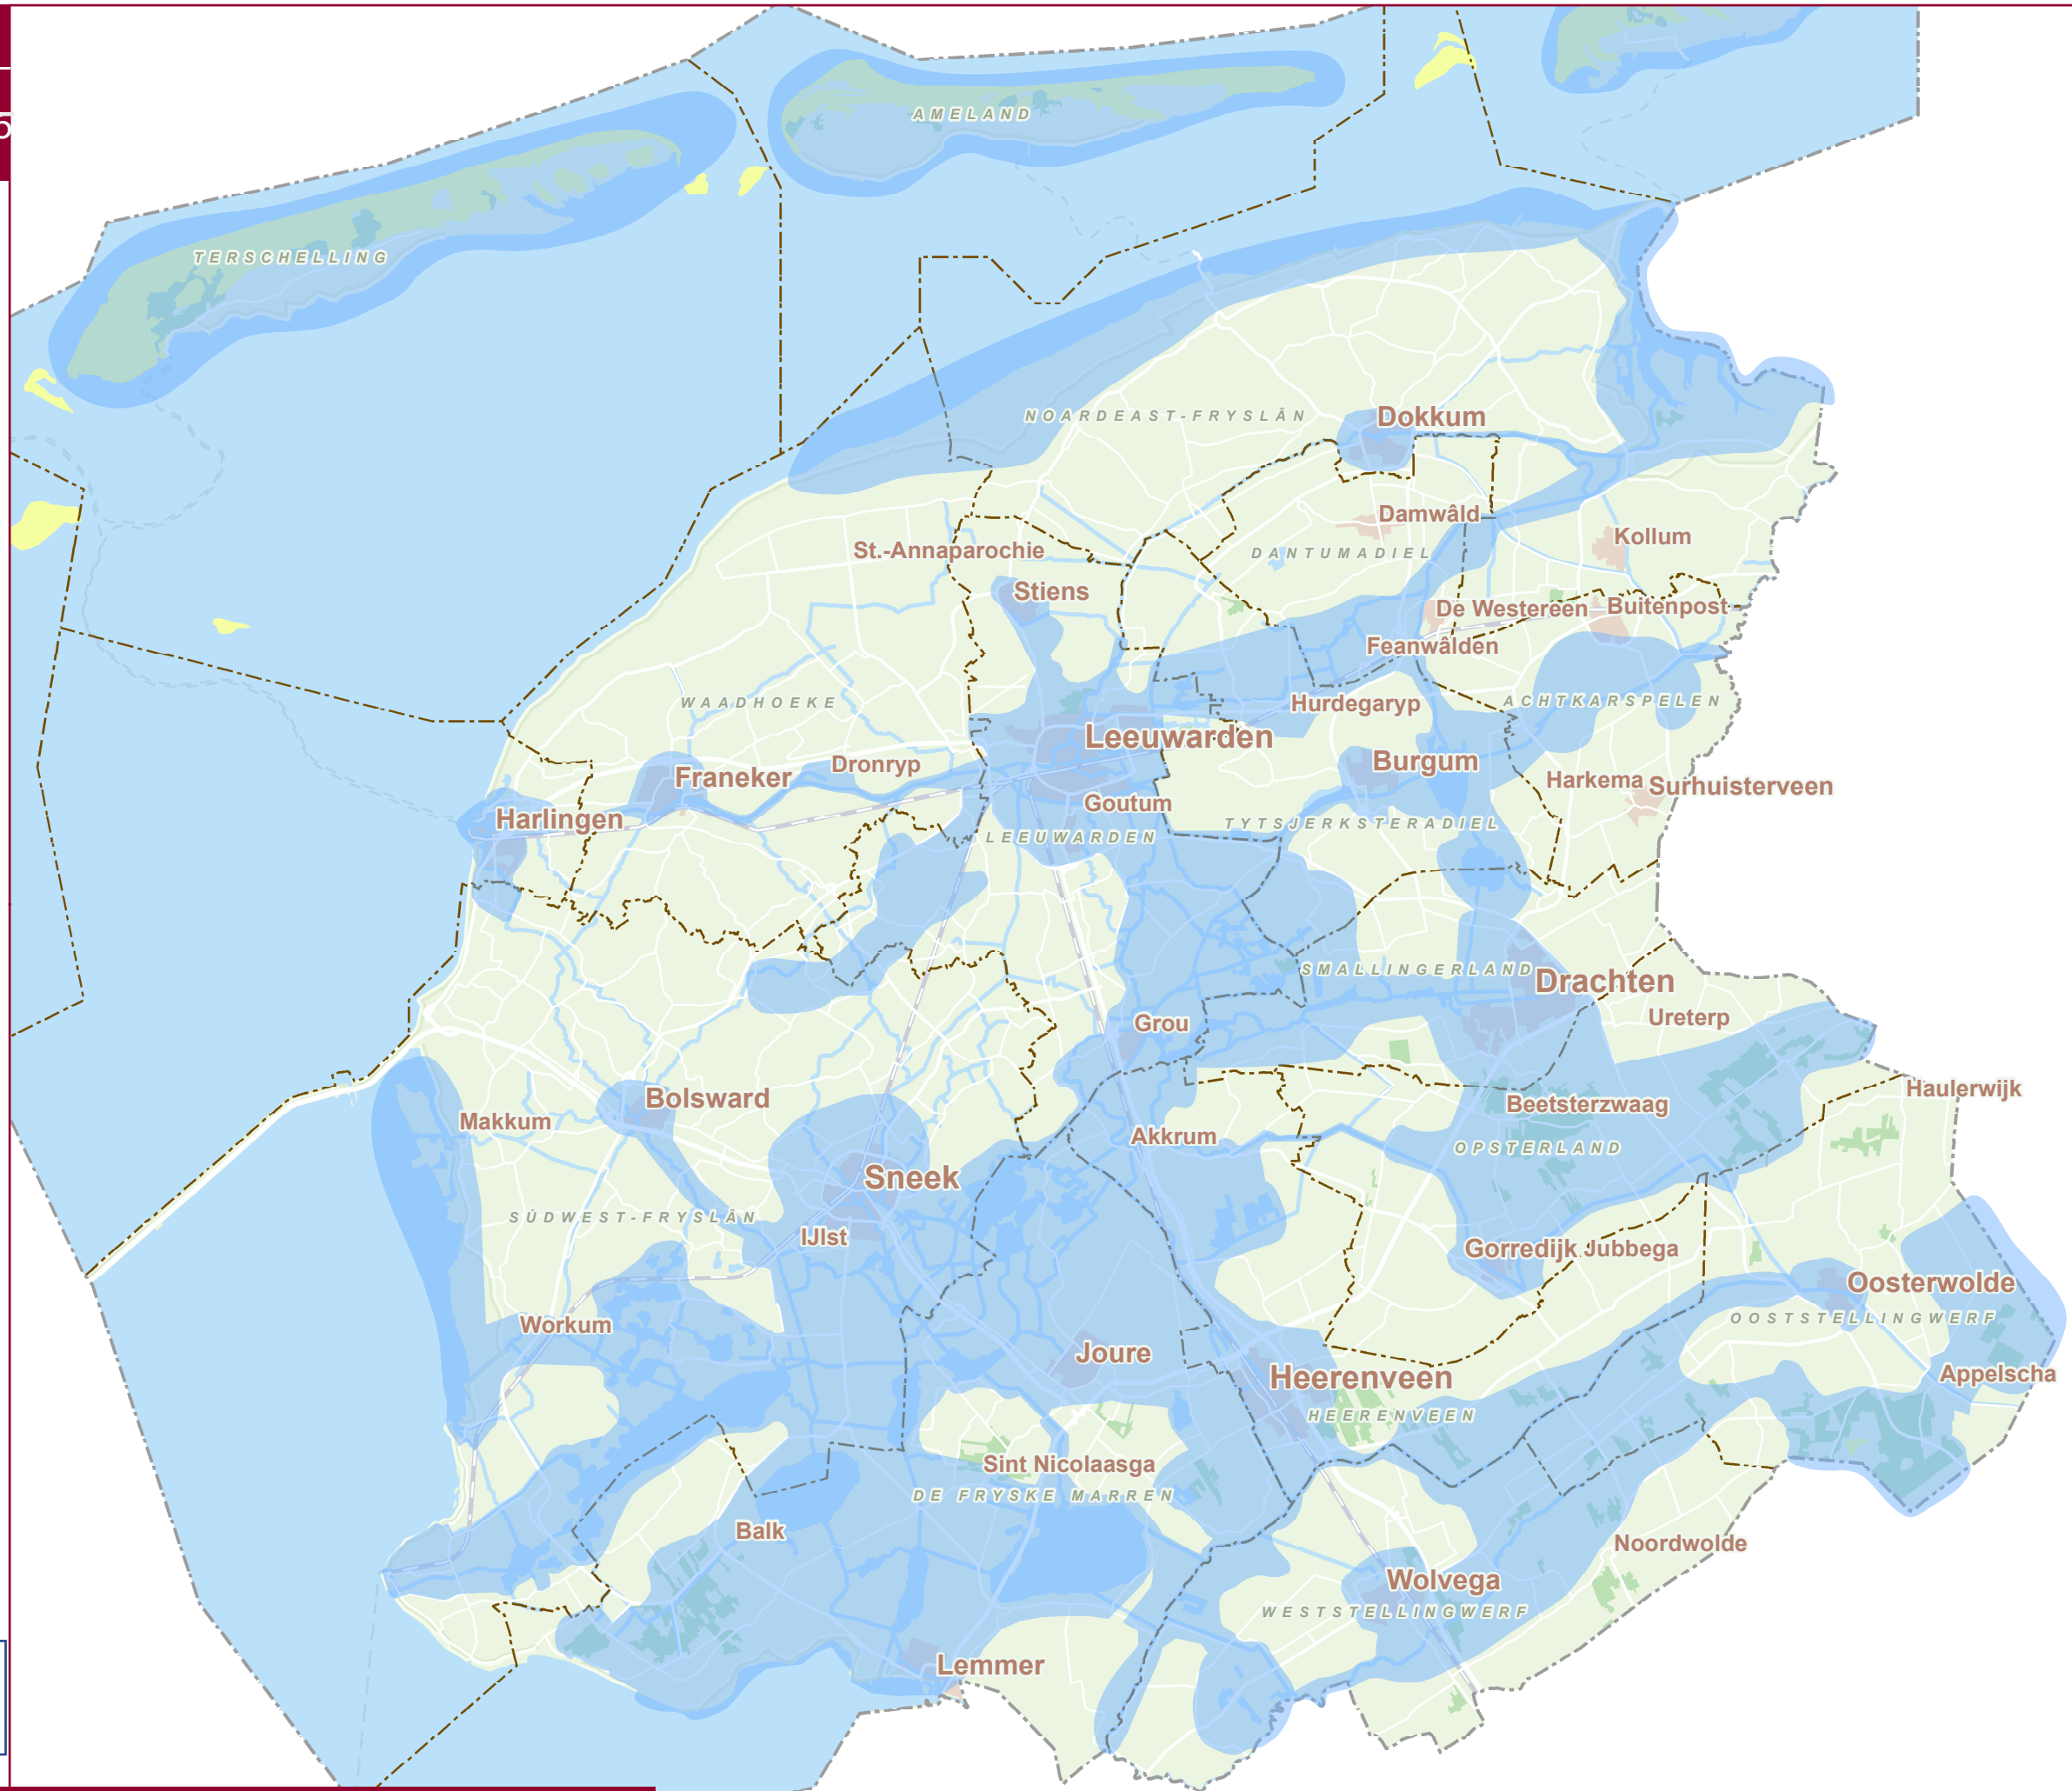 AMELAND
6
TERSCHELLING
NOARDEAST-FRYSLÂN
Dokkum
Damwâld
Kollum
St.-Annaparochie
DANTUMADIEL
Stiens
De Westereen
Buitenpost
Feanwâlden
WAADHOEKE
Hurdegaryp
ACHTKARSPELEN
Leeuwarden
Dronryp
Burgum
Franeker
Harkema
Surhuisterveen
Goutum
Harlingen
LEEUWARDEN
TYTSJERKSTERADIEL
SMALLINGERLAND
Drachten
Grou
Ureterp
Haulerwijk
Bolsward
Beetsterzwaag
Makkum
Akkrum
OPSTERLAND
Sneek
SÚDWEST-FRYSLÂN
IJlst
Gorredijk
Jubbega
Oosterwolde
OOSTSTELLINGWERF
Workum
Joure
Heerenveen
Appelscha
HEERENVEEN
Sint Nicolaasga
DE FRYSKE MARREN
Balk
Noordwolde
Wolvega
WESTSTELLINGWERF
Lemmer